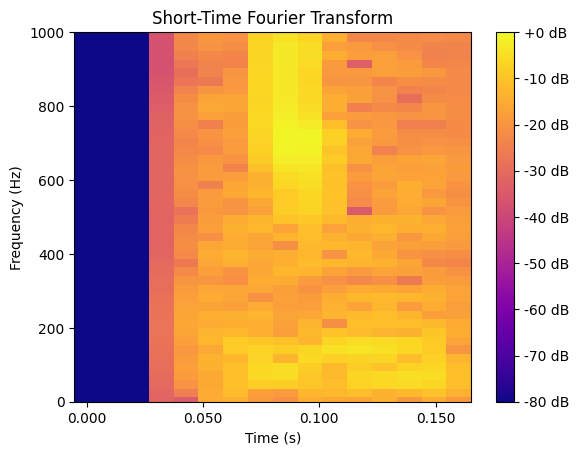 Short-Time Fourier Transform
Frequency (Hz)
1000
800
600
400
200
0
0.000
0.050
0.100
0.150
Time (s)
+0 dB
-10 dB
-20 dB
-30 dB
-40 dB
-50 dB
-60 dB
-70 dB
-80 dB